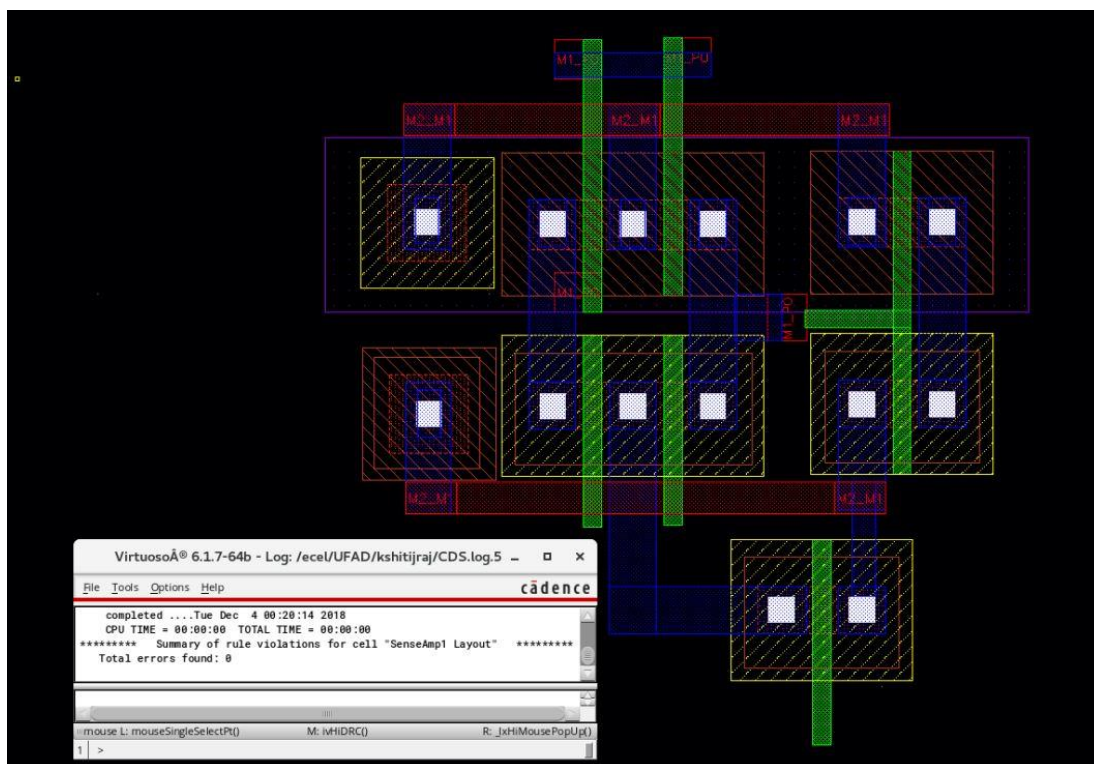 M1_PO M1_PO
M2_M1 M2_M1 M2_M1
M1_PO
M1_PO
M2_M1 M2_M1
VirtuosoÂ® 6.1.7-64b - Log: /ecel/UFAD/kshitijraj/CDS.log.5
File Tools Options Help cādence
completed ....Tue Dec 4 00:20:14 2018
CPU TIME = 00:00:00 TOTAL TIME = 00:00:00
********* Summary of rule violations for cell "SenseAmp1 Layout" *********
Total errors found: 0
mouse L: mouseSingleSelectPt() M: ivHiDRC() R: _lxHiMousePopUp()
1 >